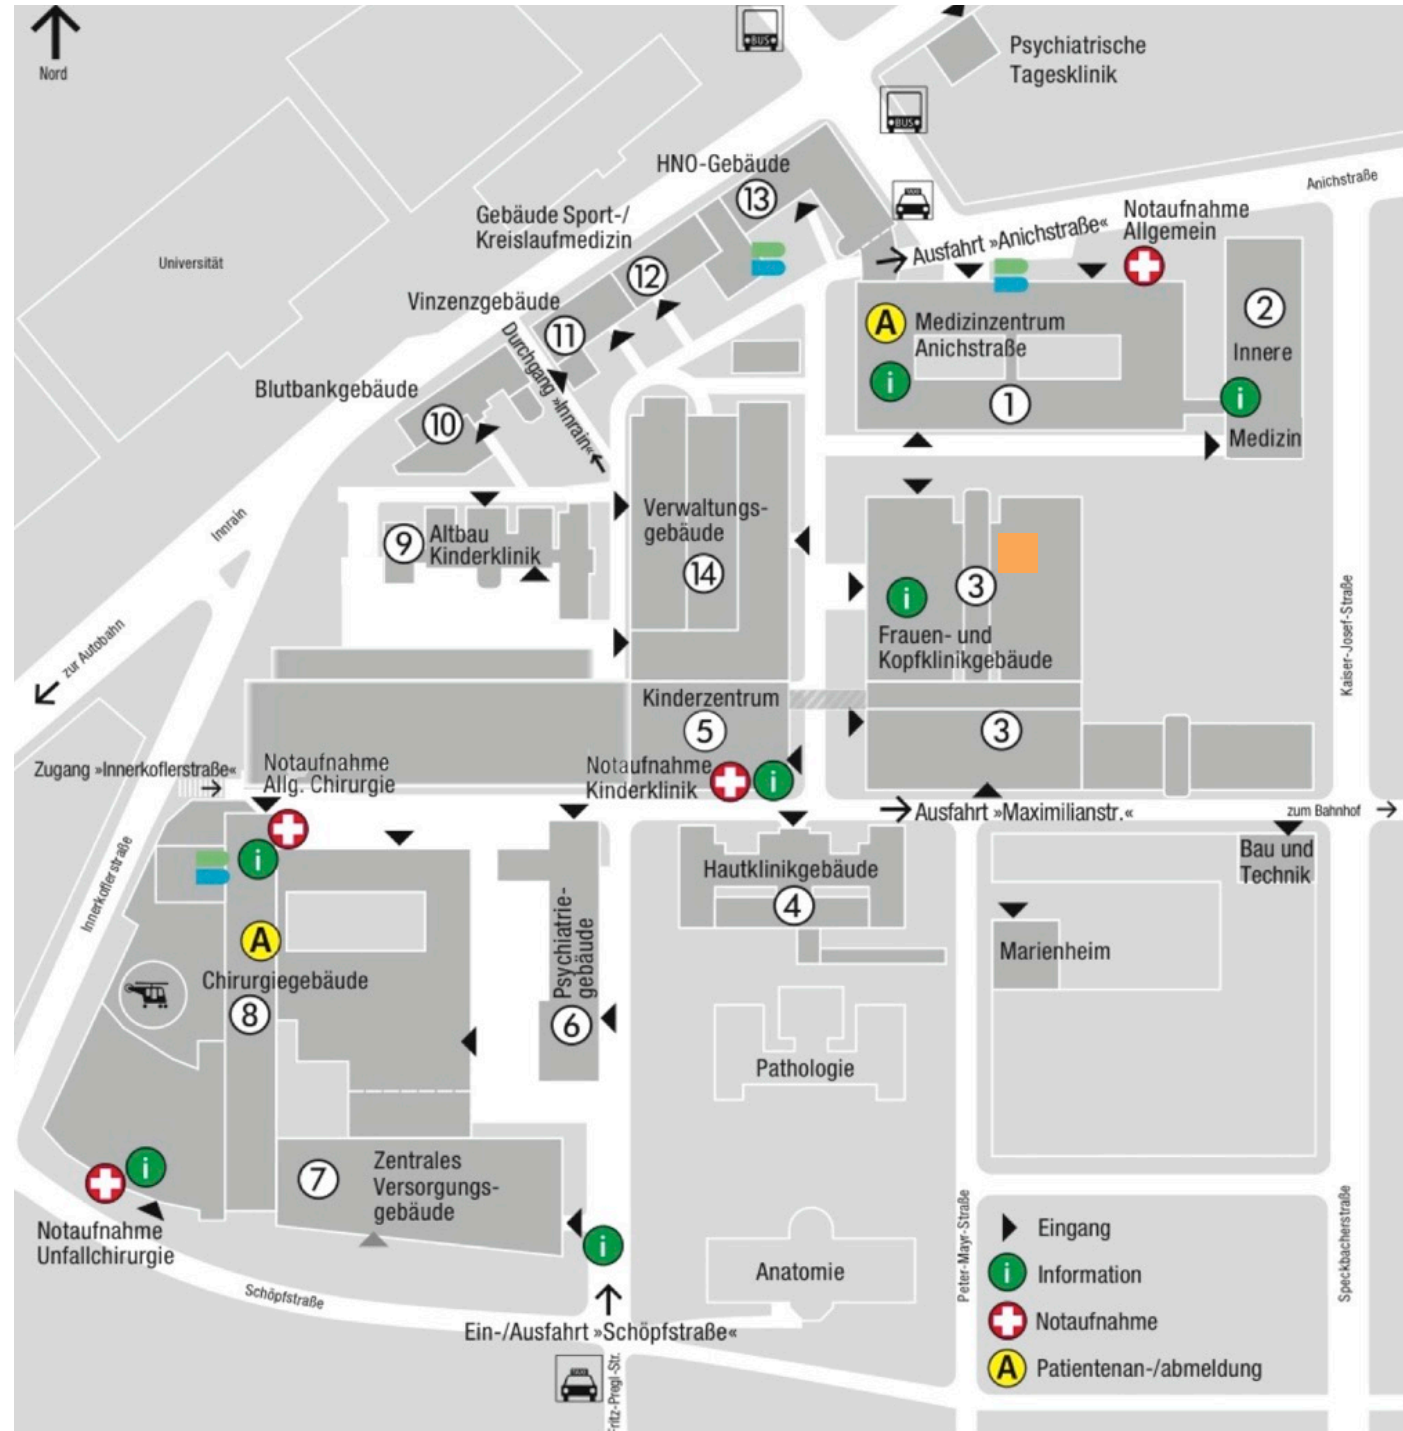 Nord
BUS
Psychiatrische
Tagesklinik
BUS
HNO-Gebäude
13
TAXI
Anichstraße
Gebäude Sport-/
Kreislaufmedizin
Notaufnahme
Allgemein
Ausfahrt »Anichstraße«
Universität
12
Vinzenzgebäude
11
A
Medizinzentrum
Anichstraße
2
Innere
Durchgang »Innrain«
Blutbankgebäude
i
1
i
Medizin
10
Verwaltungs-
gebäude
14
9
Altbau
Kinderklinik
Innrain
i
3
Frauen- und
Kopfklinikgebäude
Kaiser-Josef-Straße
zur Autobahn
Kinderzentrum
5
3
Zugang »Innerkoflerstraße«
Notaufnahme
Allg. Chirurgie
Notaufnahme
Kinderklinik
i
Ausfahrt »Maximilianstr.«
zum Bahnhof
i
Innerkoflerstraße
Hautklinikgebäude
4
Bau und
Technik
A
Chirurgiegebäude
8
Psychiatrie-
gebäude
6
Marienheim
Pathologie
i
7
Zentrales
Versorgungs-
gebäude
Notaufnahme
Unfallchirurgie
i
Schöpfstraße
Anatomie
Peter-Mayr-Straße
Speckbacherstraße
Eingang
i Information
Notaufnahme
A Patientenan-/abmeldung
Ein-/Ausfahrt »Schöpfstraße«
TAXI
Fritz-Pregl-Str.